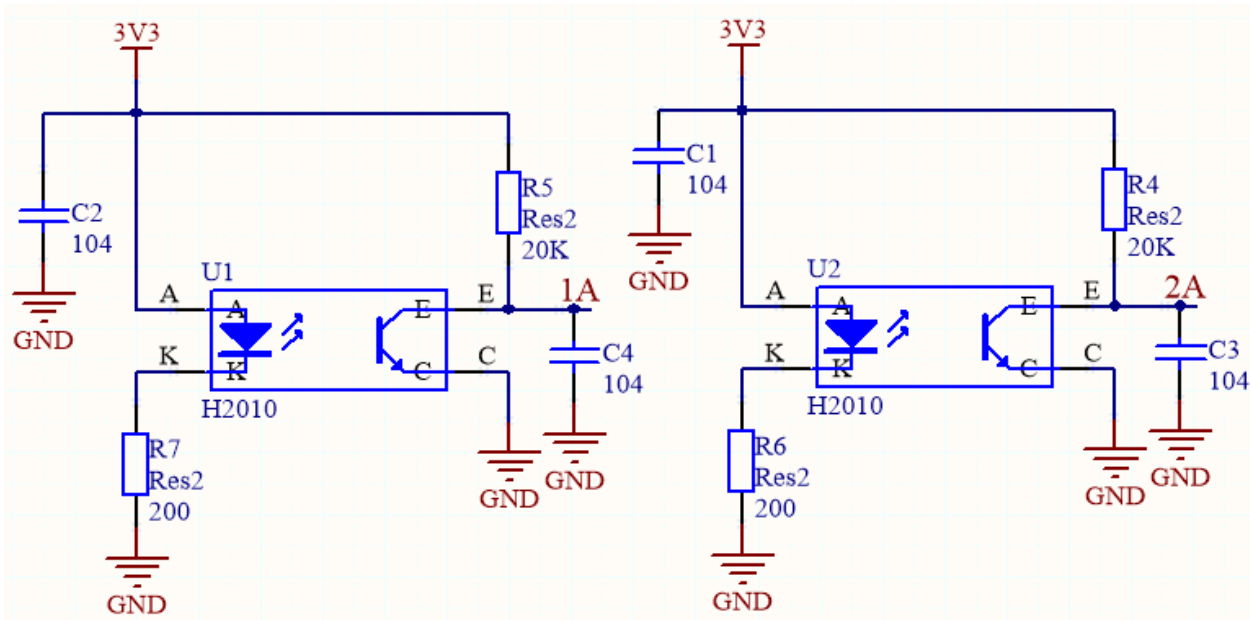 3V3
C2
104
GND
R5
Res2
20K
U1
A
A
K
K
E
E
C
C
H2010
1A
C4
104
GND
GND
R7
Res2
200
GND
3V3
C1
104
GND
R4
Res2
20K
U2
A
A
K
K
E
E
C
C
H2010
2A
C3
104
GND
GND
R6
Res2
200
GND